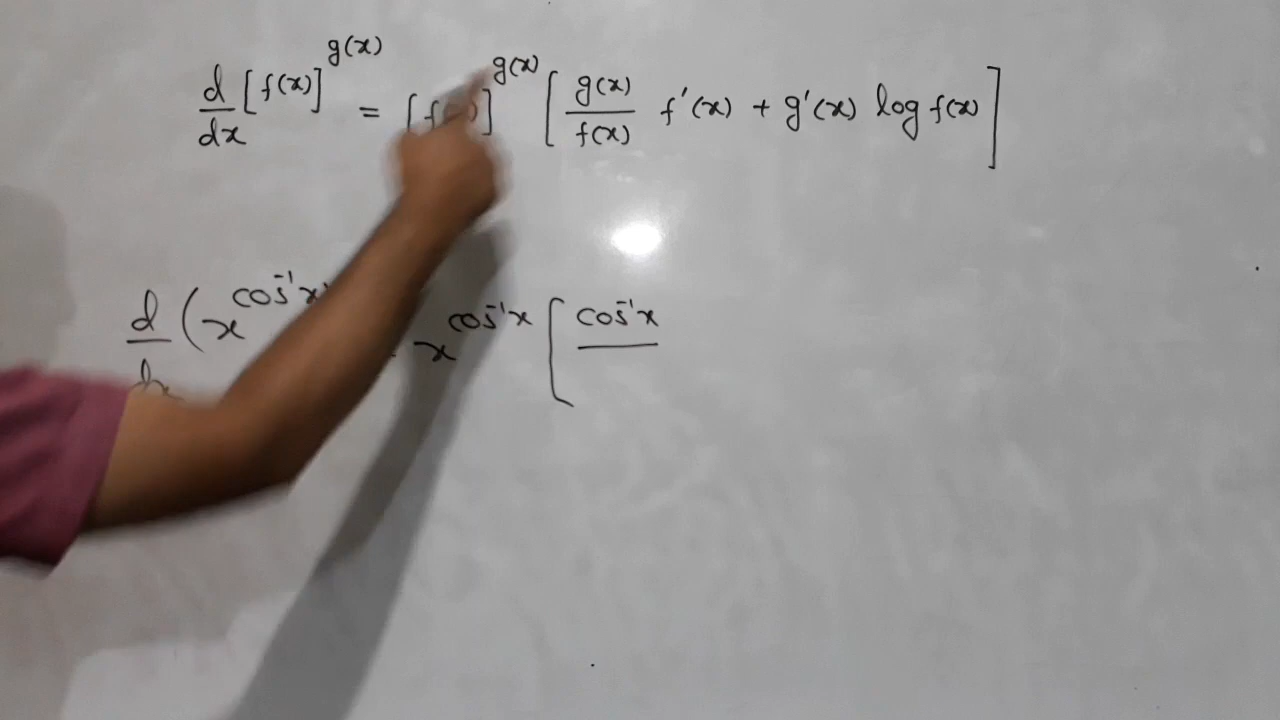 d/dx [f(x)]^g(x) = [f(x)]^g(x) [ g(x)/f(x) f'(x) + g'(x) log f(x) ]
d/dx (x^cos⁻¹x = x^cos⁻¹x [ cos⁻¹x